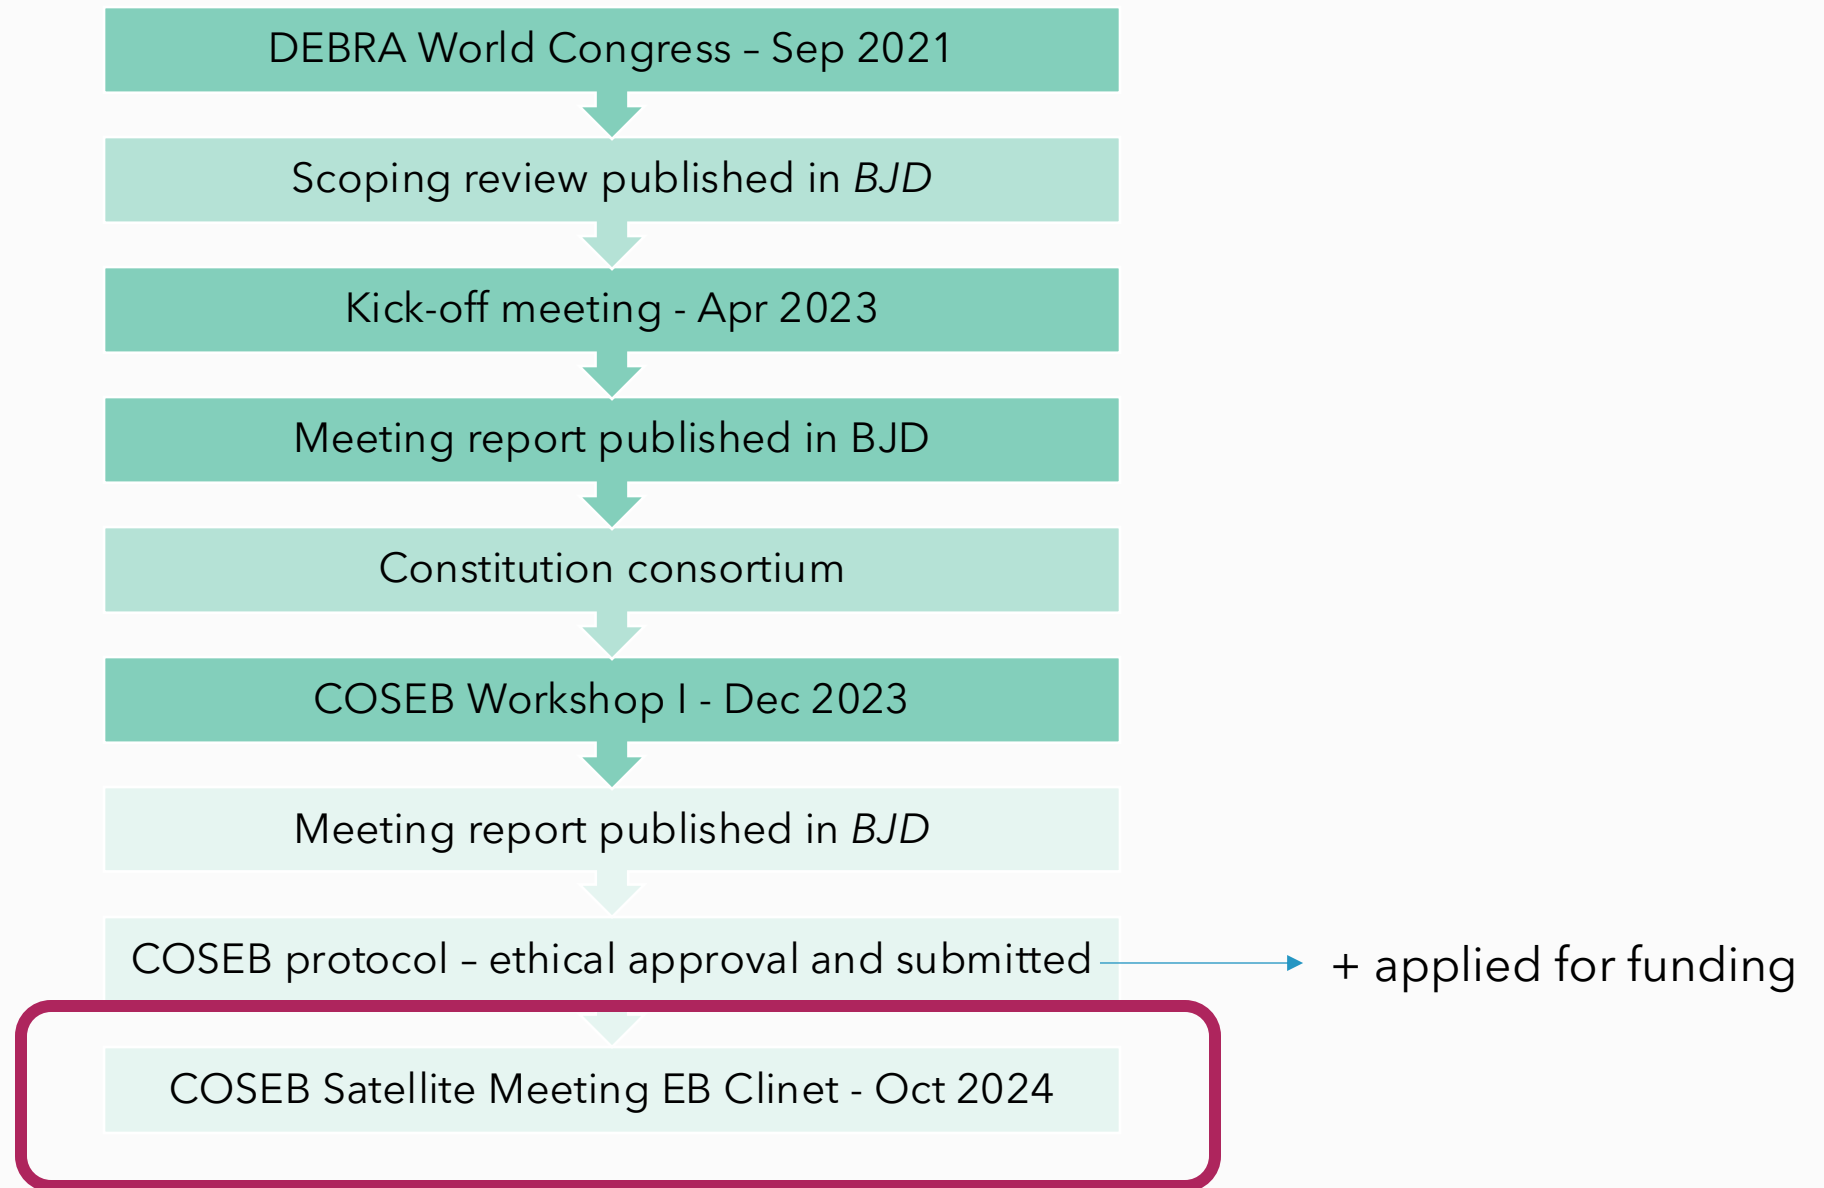 DEBRA World Congress – Sep 2021
Scoping review published in BJD
Kick-off meeting - Apr 2023
Meeting report published in BJD
Constitution consortium
COSEB Workshop I - Dec 2023
Meeting report published in BJD
COSEB protocol – ethical approval and submitted
+ applied for funding
COSEB Satellite Meeting EB Clinet - Oct 2024